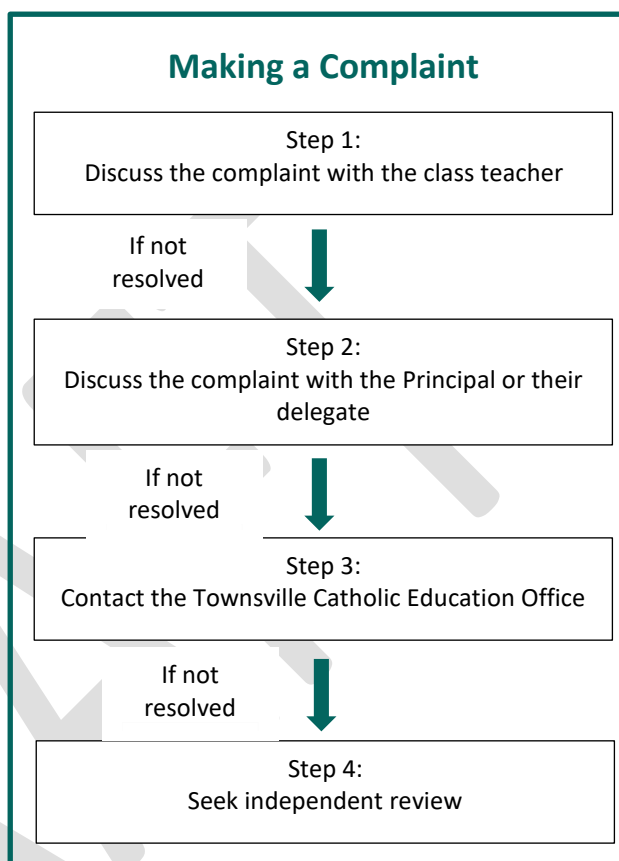 Making a Complaint
Step 1:
Discuss the complaint with the class teacher
If not
resolved
Step 2:
Discuss the complaint with the Principal or their
delegate
If not
resolved
Step 3:
Contact the Townsville Catholic Education Office
If not
resolved
Step 4:
Seek independent review